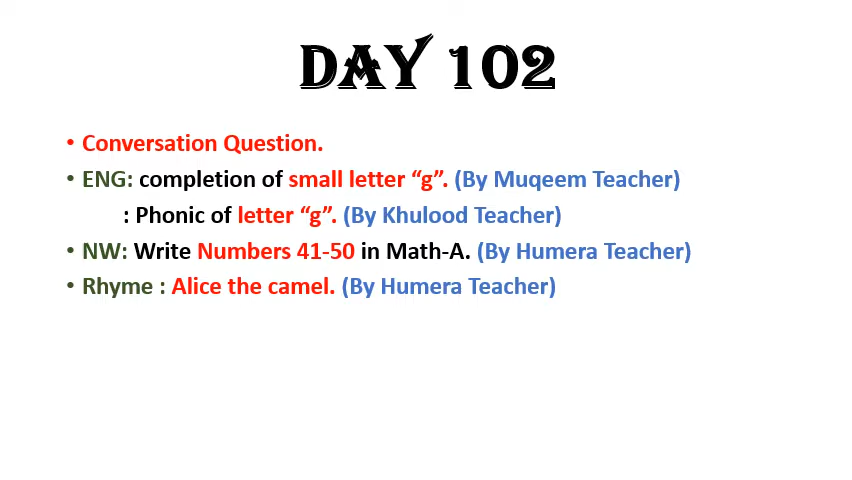 DAY 102
• Conversation Question.
• ENG: completion of small letter “g”. (By Muqeem Teacher)
: Phonic of letter “g”. (By Khulood Teacher)
• NW: Write Numbers 41-50 in Math-A. (By Humera Teacher)
• Rhyme : Alice the camel. (By Humera Teacher)